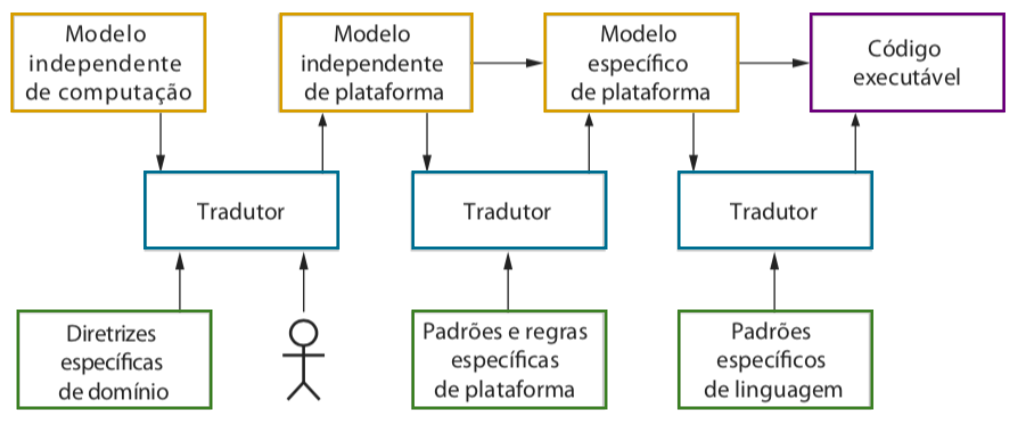 Modelo
independente
de computação
Modelo
independente
de plataforma
Modelo
específico
de plataforma
Código
executável
Tradutor
Tradutor
Tradutor
Diretrizes
específicas
de domínio
Padrões e regras
específicas
de plataforma
Padrões
específicos
de linguagem